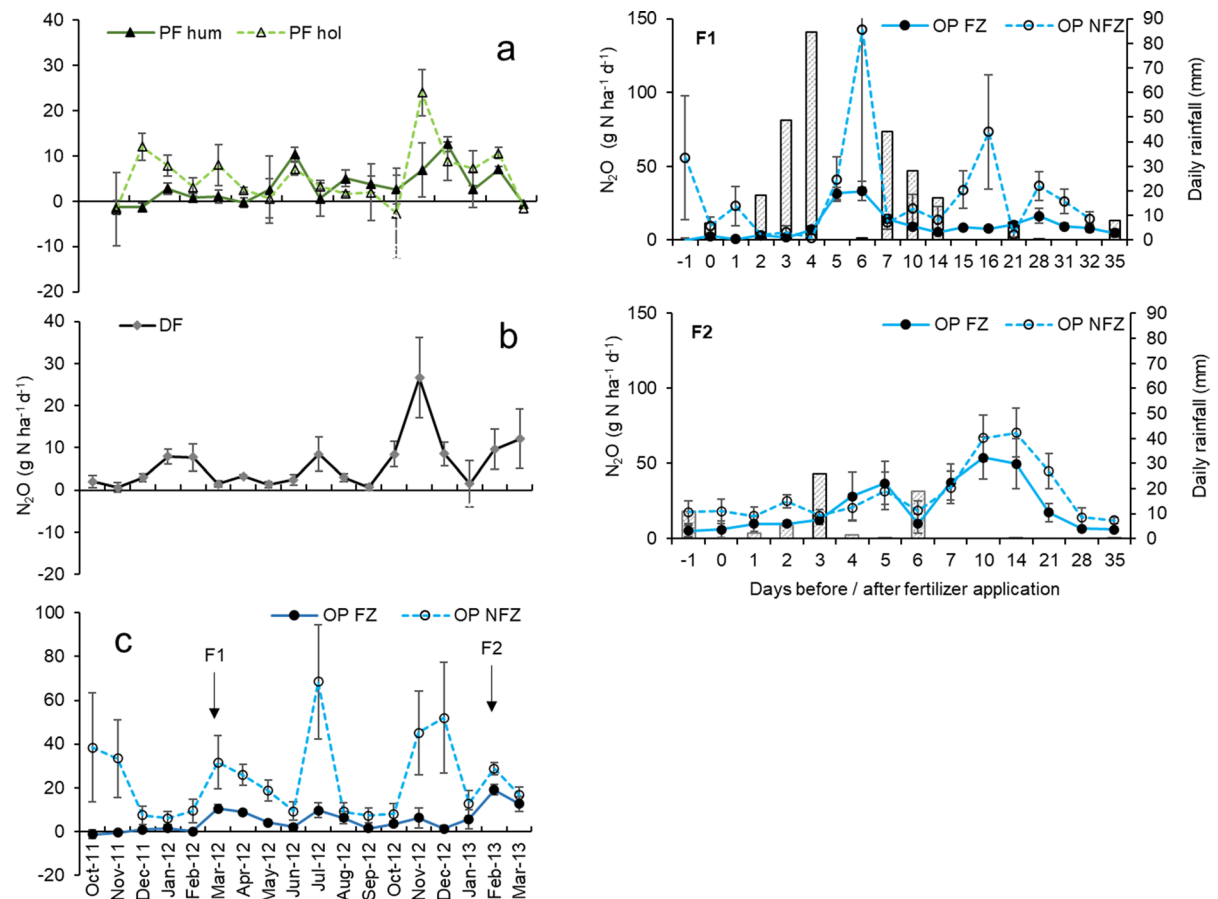 PF hum PF hol
a
40
30
20
10
0
-10
-20
DF
b
40
30
20
10
0
-10
-20
N₂O (g N ha⁻¹ d⁻¹)
OP FZ OP NFZ
c
F1
F2
100
80
60
40
20
0
-20
Oct-11 Nov-11 Dec-11 Jan-12 Feb-12 Mar-12 Apr-12 May-12 Jun-12 Jul-12 Aug-12 Sep-12 Oct-12 Nov-12 Dec-12 Jan-13 Feb-13 Mar-13
F1
OP FZ OP NFZ
150
100
50
0
N₂O (g N ha⁻¹ d⁻¹)
90
80
70
60
50
40
30
20
10
0
Daily rainfall (mm)
-1 0 1 2 3 4 5 6 7 10 14 15 16 21 28 31 32 35
F2
OP FZ OP NFZ
150
100
50
0
N₂O (g N ha⁻¹ d⁻¹)
90
80
70
60
50
40
30
20
10
0
Daily rainfall (mm)
-1 0 1 2 3 4 5 6 7 10 14 21 28 35
Days before / after fertilizer application